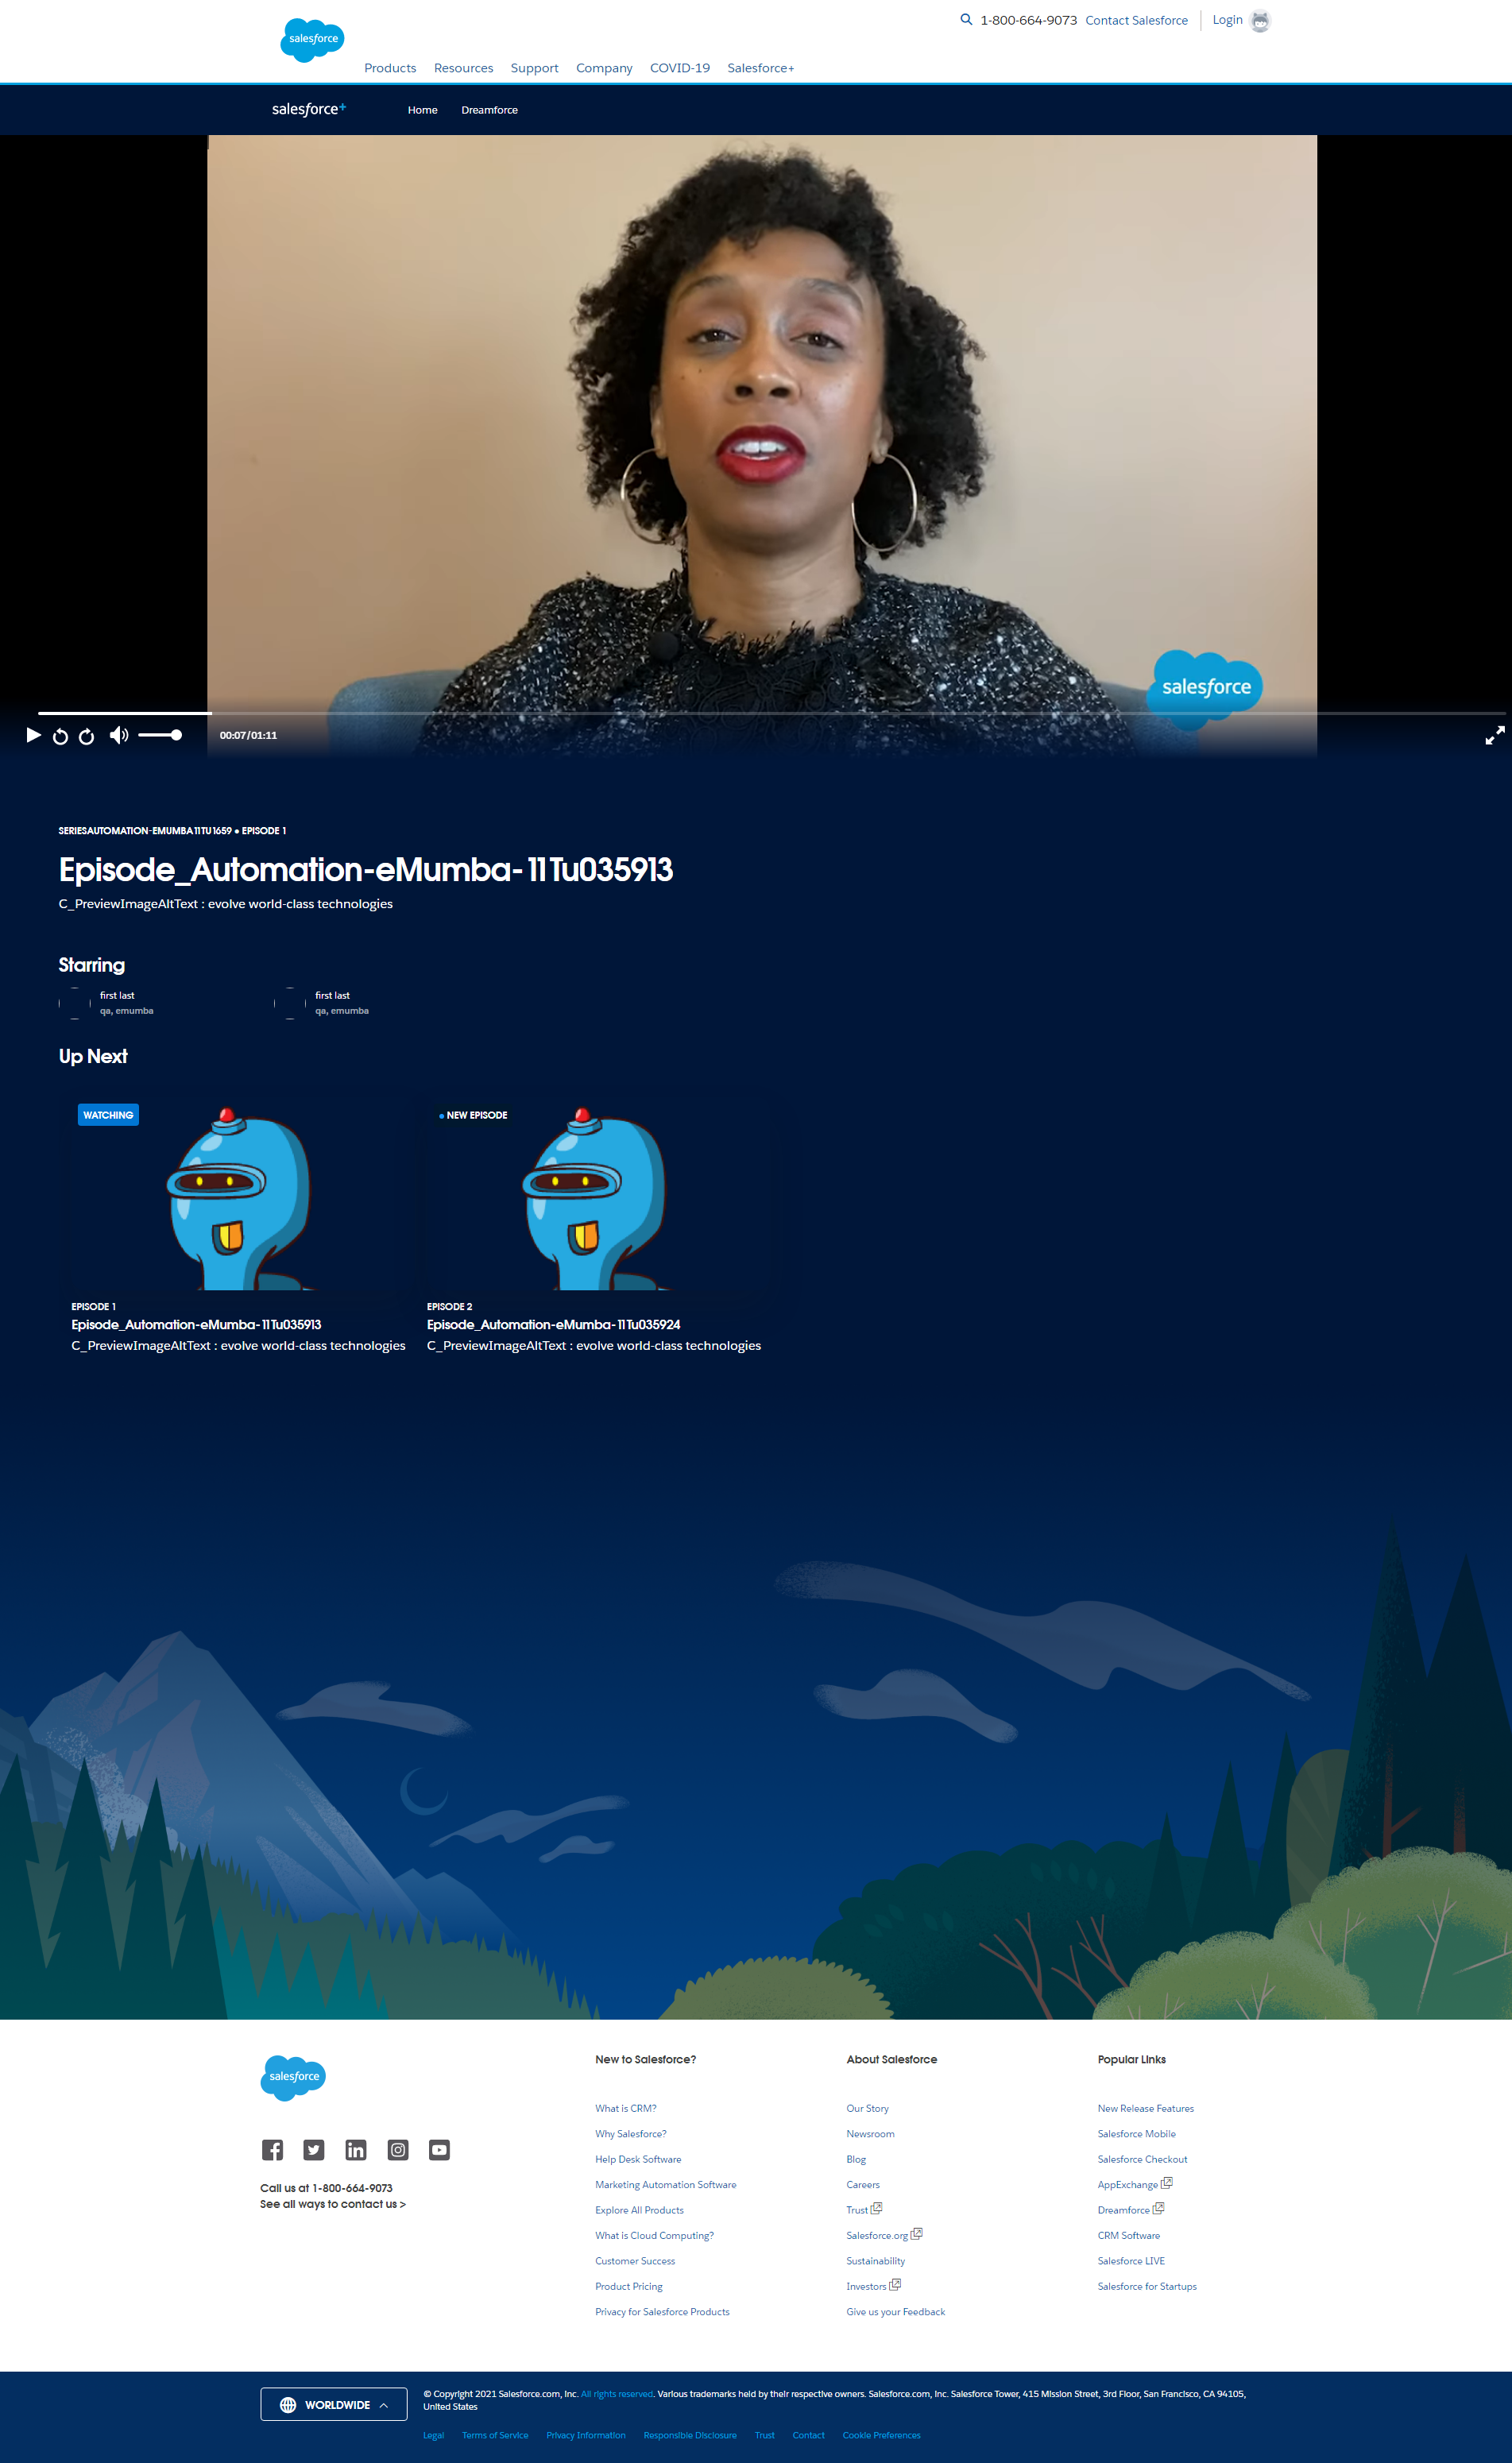 salesforce
1-800-664-9073 Contact Salesforce Login
Products Resources Support Company COVID-19 Salesforce+
salesforce+ Home Dreamforce
salesforce
00:07/01:11
SERIESAUTOMATION-EMUMBA11TU1659 • EPISODE 1
Episode_Automation-eMumba-11Tu035913
C_PreviewImageAltText : evolve world-class technologies
Starring
first last
qa, emumba
first last
qa, emumba
Up Next
WATCHING
EPISODE 1
Episode_Automation-eMumba-11Tu035913
C_PreviewImageAltText : evolve world-class technologies
• NEW EPISODE
EPISODE 2
Episode_Automation-eMumba-11Tu035924
C_PreviewImageAltText : evolve world-class technologies
salesforce
Call us at 1-800-664-9073
See all ways to contact us >
New to Salesforce?
What is CRM?
Why Salesforce?
Help Desk Software
Marketing Automation Software
Explore All Products
What is Cloud Computing?
Customer Success
Product Pricing
Privacy for Salesforce Products
About Salesforce
Our Story
Newsroom
Blog
Careers
Trust
Salesforce.org
Sustainability
Investors
Give us your Feedback
Popular Links
New Release Features
Salesforce Mobile
Salesforce Checkout
AppExchange
Dreamforce
CRM Software
Salesforce LIVE
Salesforce for Startups
WORLDWIDE
© Copyright 2021 Salesforce.com, inc. All rights reserved. Various trademarks held by their respective owners. Salesforce.com, inc. Salesforce Tower, 415 Mission Street, 3rd Floor, San Francisco, CA 94105,
United States
Legal Terms of Service Privacy Information Responsible Disclosure Trust Contact Cookie Preferences